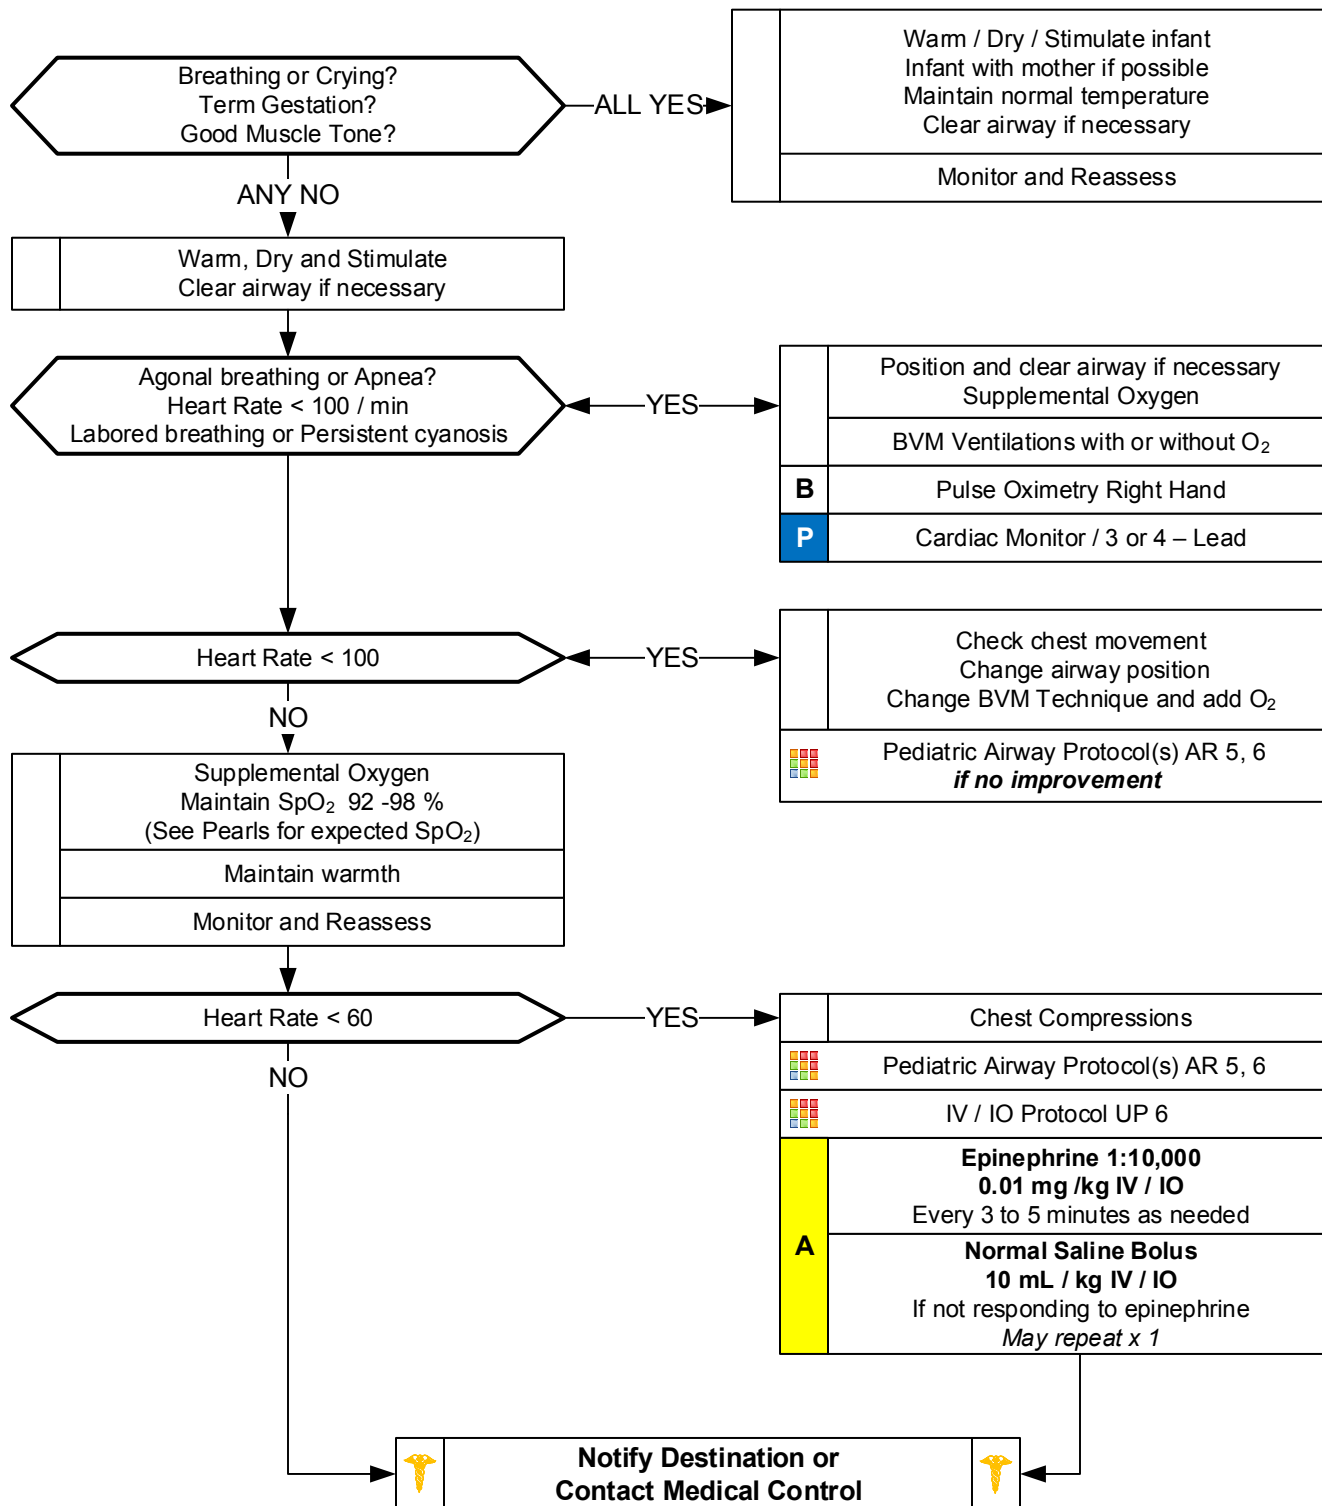 Breathing or Crying?
Term Gestation?
Good Muscle Tone?
ALL YES
Warm / Dry / Stimulate infant
Infant with mother if possible
Maintain normal temperature
Clear airway if necessary
Monitor and Reassess
ANY NO
Warm, Dry and Stimulate
Clear airway if necessary
Agonal breathing or Apnea?
Heart Rate < 100 / min
Labored breathing or Persistent cyanosis
YES
Position and clear airway if necessary
Supplemental Oxygen
BVM Ventilations with or without O₂
B
Pulse Oximetry Right Hand
P
Cardiac Monitor / 3 or 4 – Lead
Heart Rate < 100
YES
Check chest movement
Change airway position
Change BVM Technique and add O₂
Pediatric Airway Protocol(s) AR 5, 6
if no improvement
NO
Supplemental Oxygen
Maintain SpO₂ 92 -98 %
(See Pearls for expected SpO₂)
Maintain warmth
Monitor and Reassess
Heart Rate < 60
YES
Chest Compressions
Pediatric Airway Protocol(s) AR 5, 6
IV / IO Protocol UP 6
A
Epinephrine 1:10,000
0.01 mg /kg IV / IO
Every 3 to 5 minutes as needed
Normal Saline Bolus
10 mL / kg IV / IO
If not responding to epinephrine
May repeat x 1
NO
Notify Destination or
Contact Medical Control